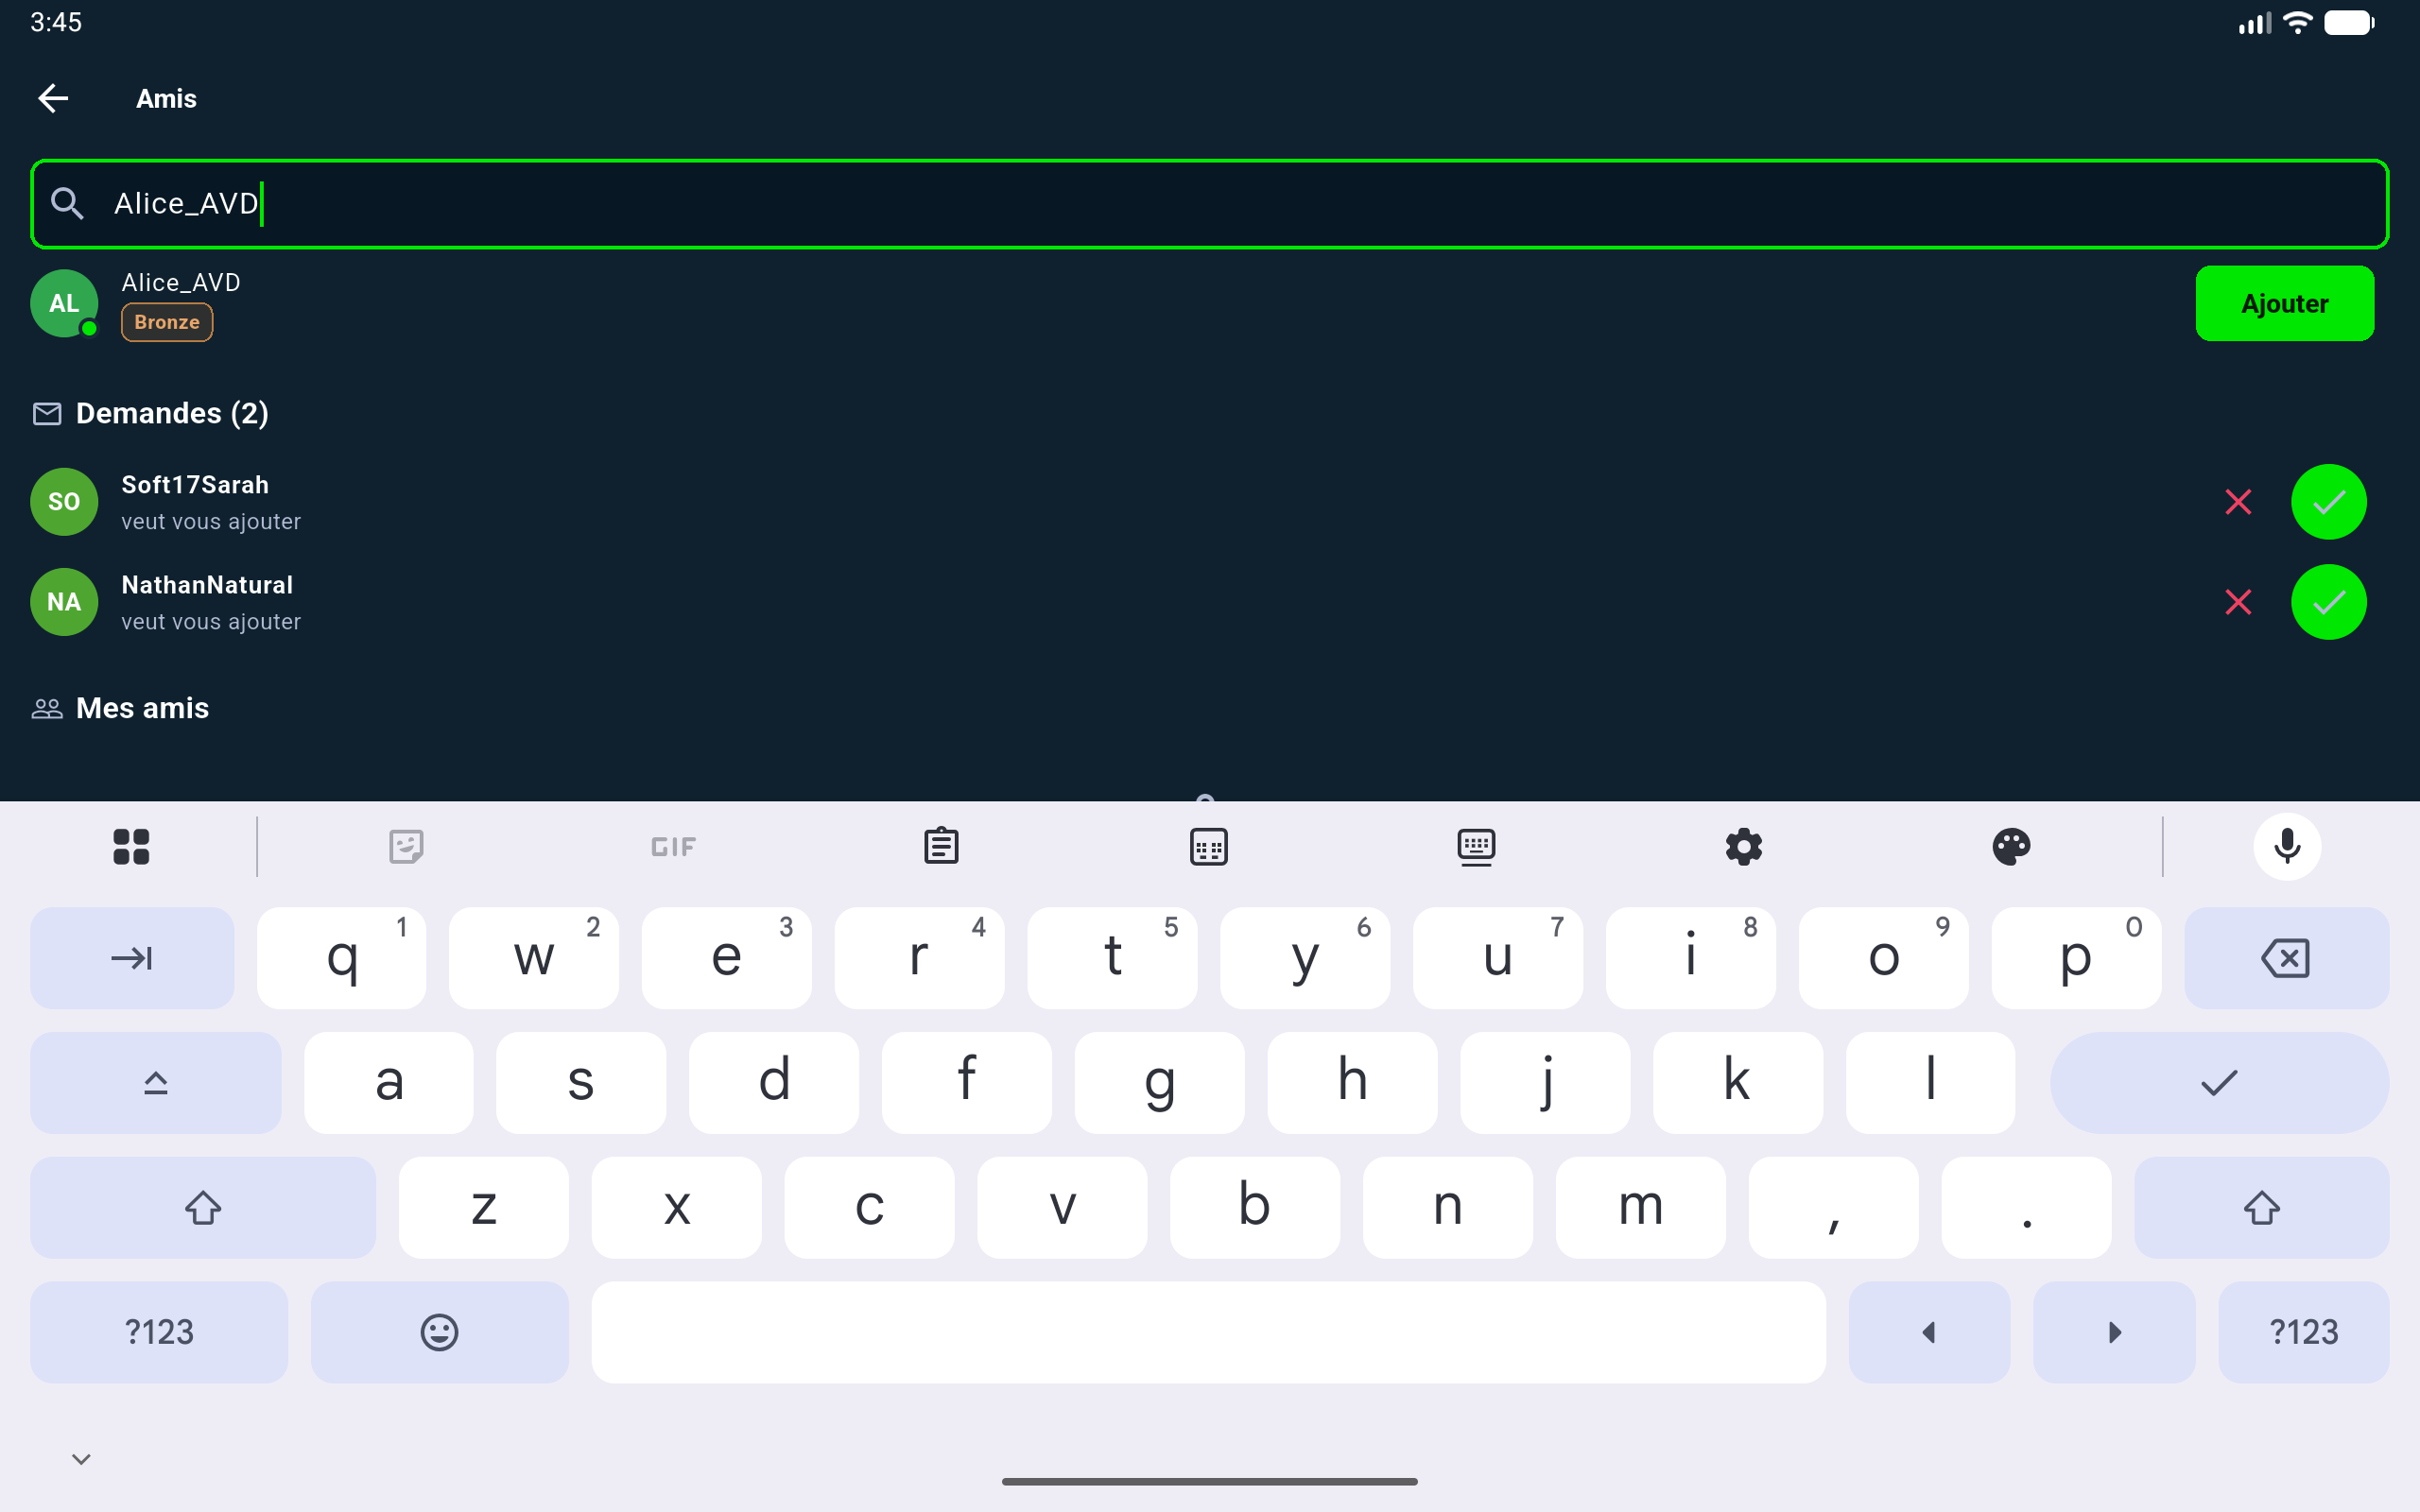 3:45
Amis
Alice_AVD
AL
Alice_AVD
Bronze
Ajouter
Demandes (2)
SO
Soft17Sarah
veut vous ajouter
NA
NathanNatural
veut vous ajouter
Mes amis
GIF
q 1 w 2 e 3 r 4 t 5 y 6 u 7 i 8 o 9 p 0
a s d f g h j k l
z x c v b n m , .
?123 ?123